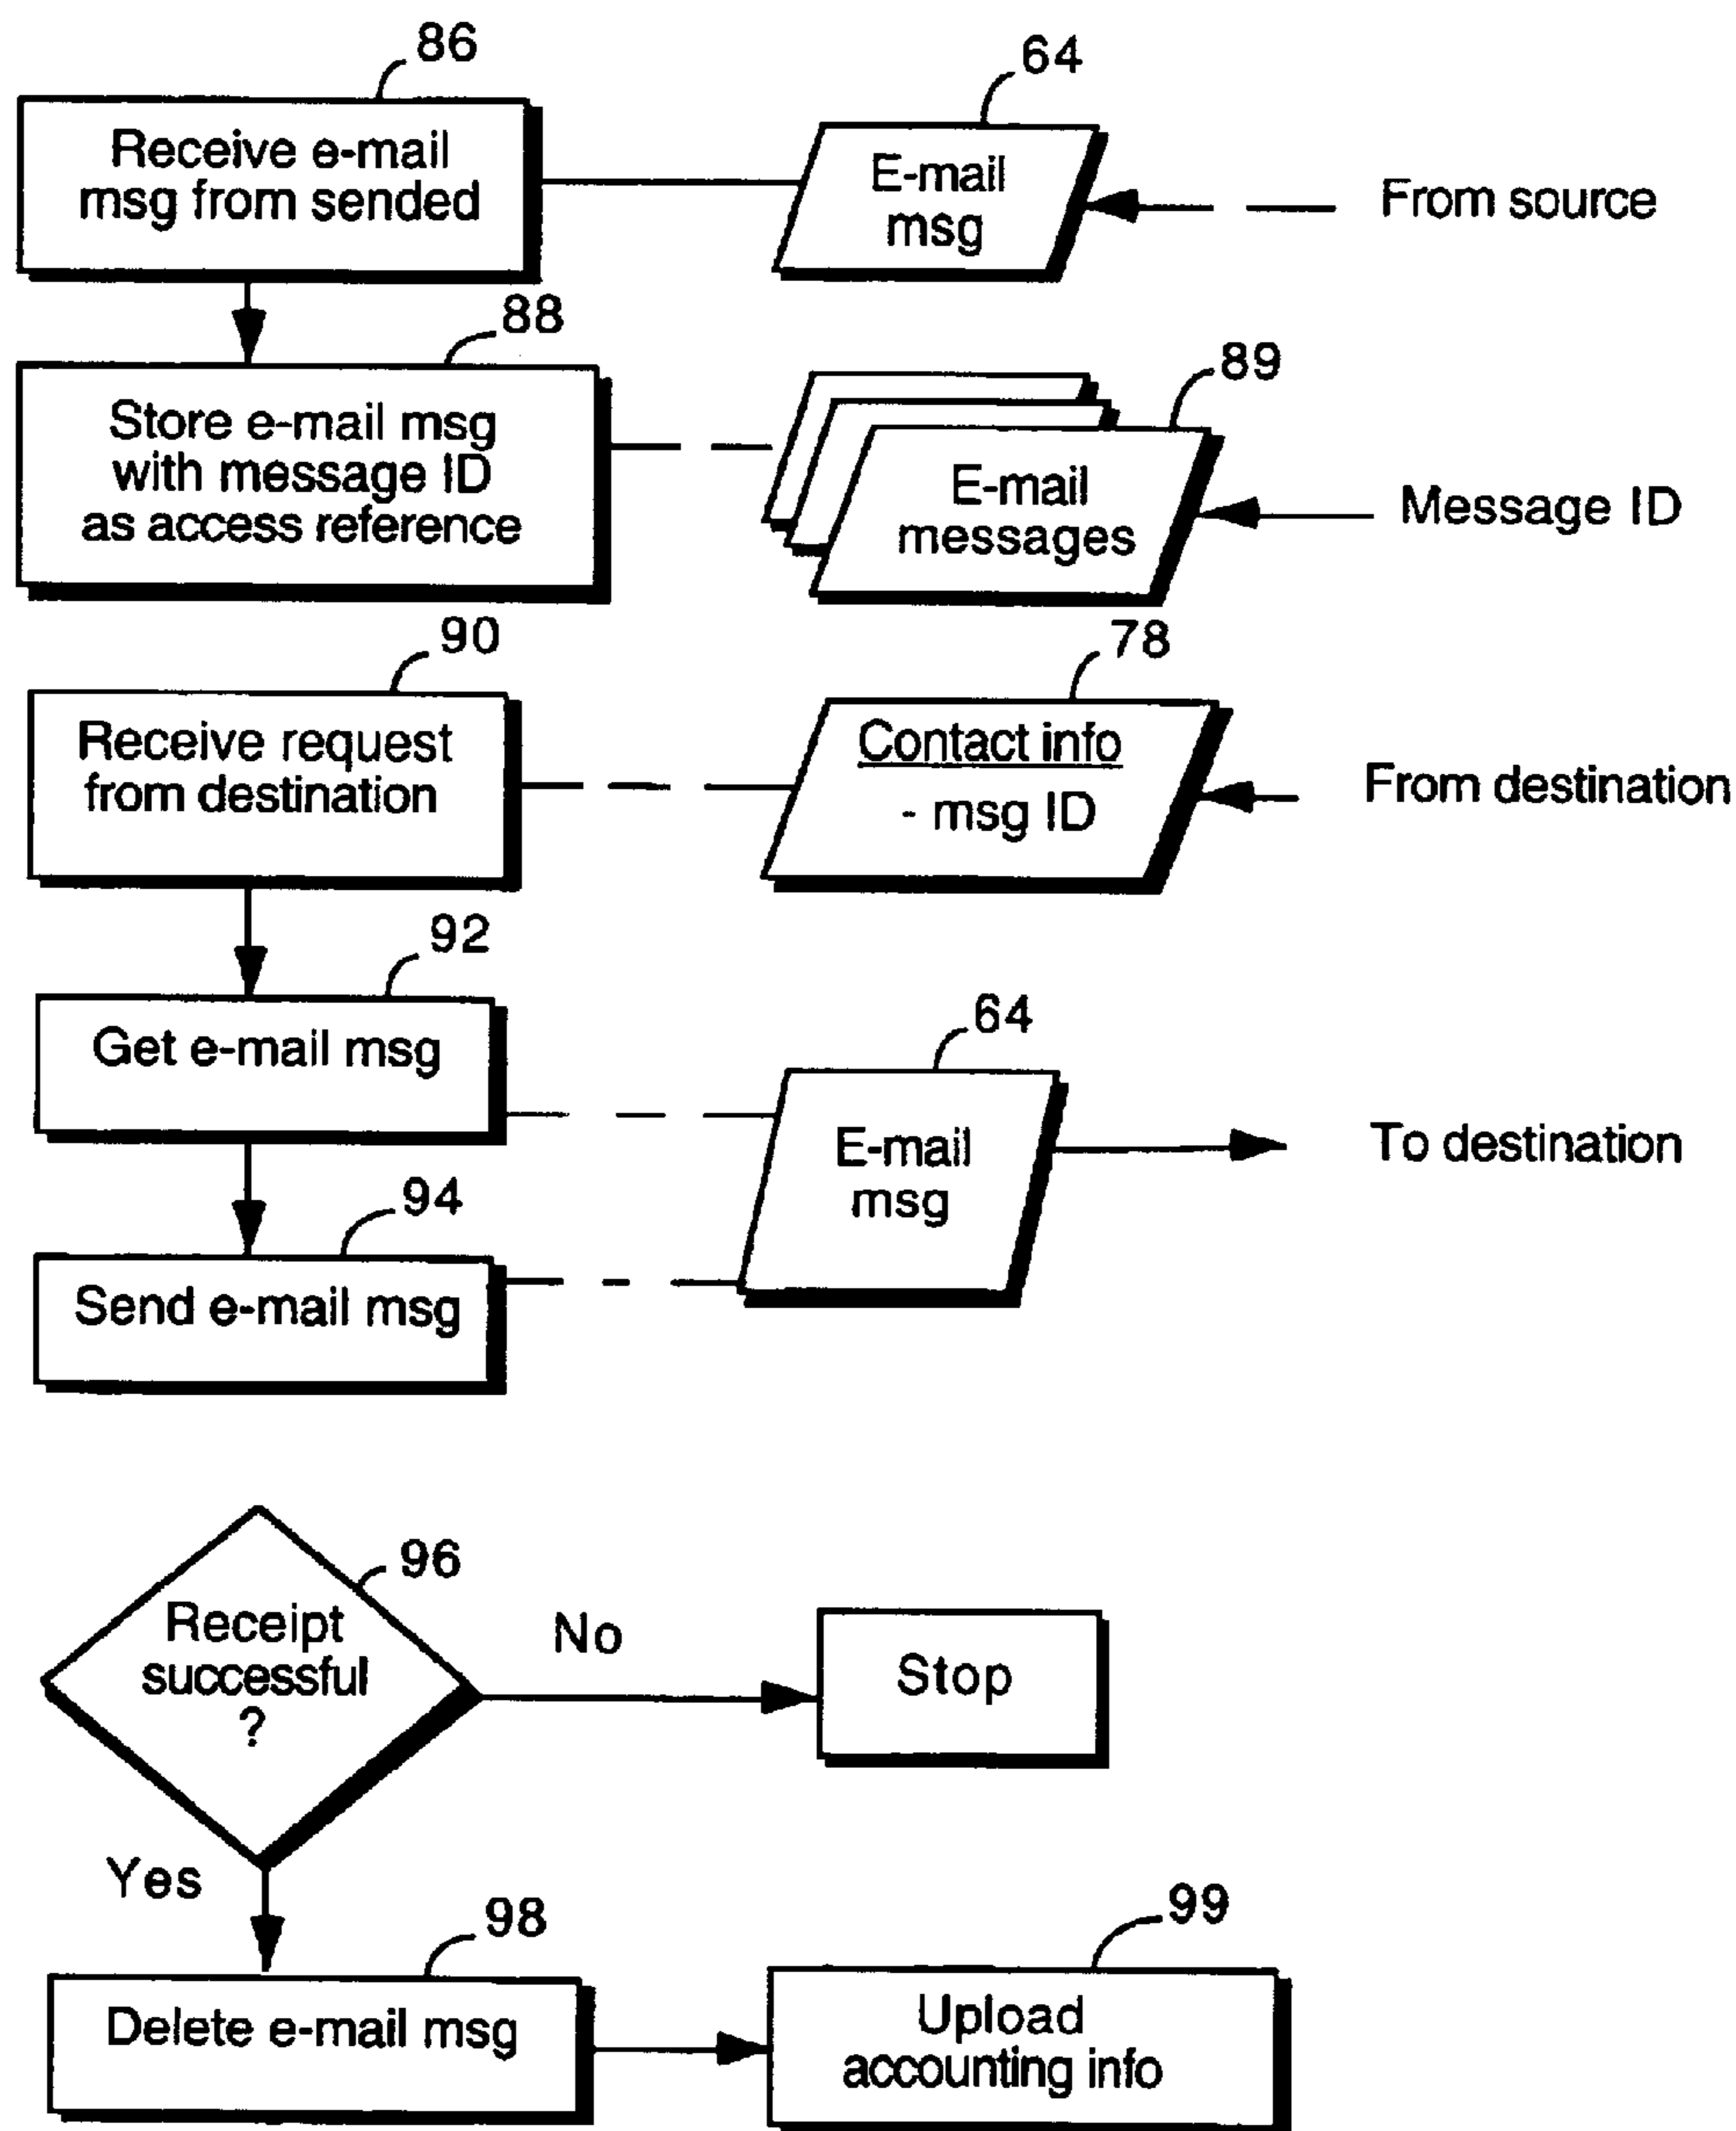 86
64
Receive e-mail
msg from sended
E-mail
msg
From source
88
89
Store e-mail msg
with message ID
as access reference
E-mail
messages
Message ID
90
78
Receive request
from destination
Contact info
- msg ID
From destination
92
Get e-mail msg
64
E-mail
msg
To destination
94
Send e-mail msg
96
Receipt
successful
?
No
Stop
Yes
98
99
Delete e-mail msg
Upload
accounting info